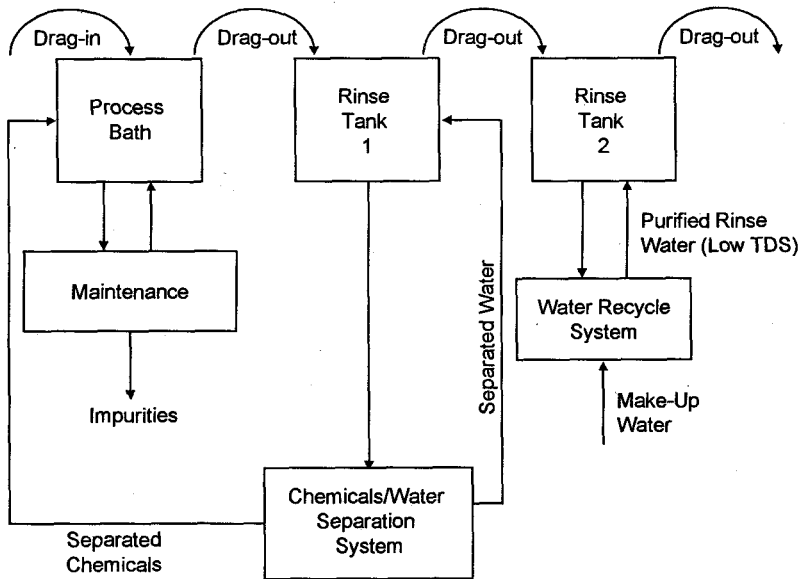 Drag-in
Drag-out
Drag-out
Drag-out
Process
Bath
Rinse
Tank
1
Rinse
Tank
2
Purified Rinse
Water (Low TDS)
Maintenance
Water Recycle
System
Separated Water
Impurities
Make-Up
Water
Chemicals/Water
Separation
System
Separated
Chemicals